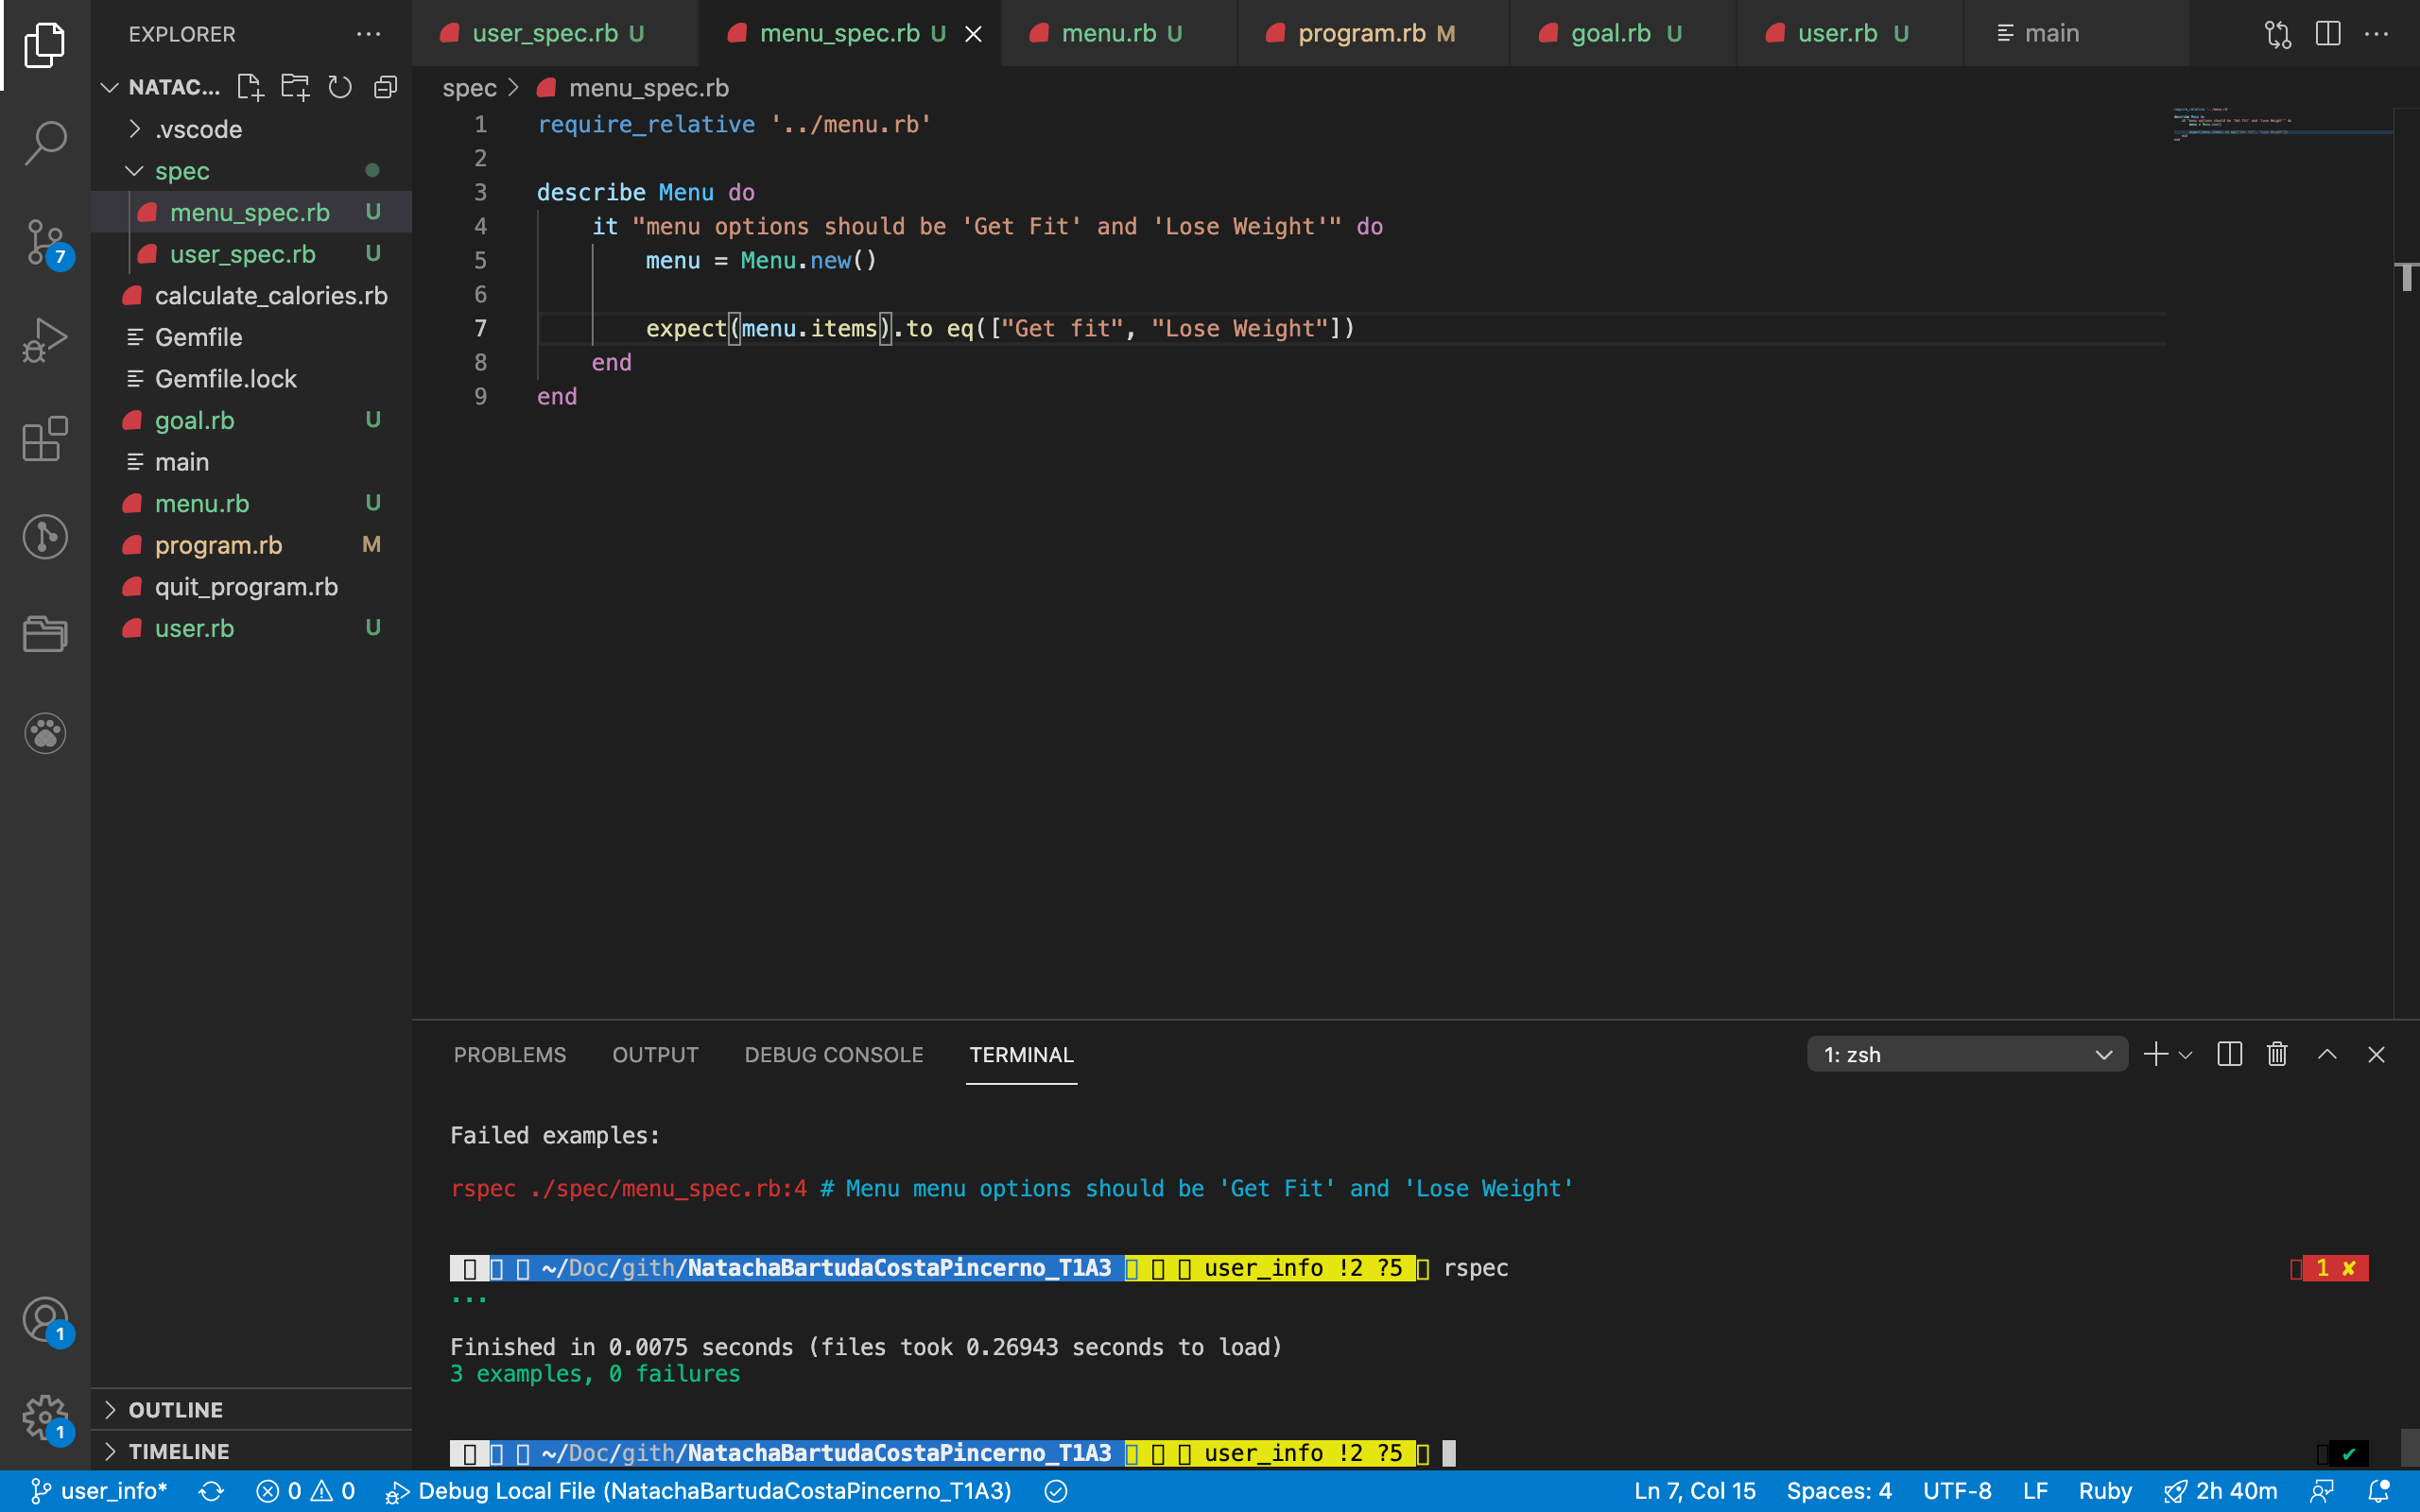 EXPLORER
NATAC...
.vscode
spec
menu_spec.rb U
user_spec.rb U
calculate_calories.rb
Gemfile
Gemfile.lock
goal.rb U
main
menu.rb U
program.rb M
quit_program.rb
user.rb U
OUTLINE
TIMELINE
7
1
1
user_spec.rb U menu_spec.rb U menu.rb U program.rb M goal.rb U user.rb U main
spec > menu_spec.rb
1 require_relative '../menu.rb'
2
3 describe Menu do
4 it "menu options should be 'Get Fit' and 'Lose Weight'" do
5 menu = Menu.new()
6
7 expect(menu.items).to eq(["Get fit", "Lose Weight"])
8 end
9 end
PROBLEMS OUTPUT DEBUG CONSOLE TERMINAL 1: zsh
Failed examples:
rspec ./spec/menu_spec.rb:4 # Menu menu options should be 'Get Fit' and 'Lose Weight'
~/Doc/gith/NatachaBartudaCostaPincerno_T1A3 user_info !2 ?5 rspec 1 ✘
...
Finished in 0.0075 seconds (files took 0.26943 seconds to load)
3 examples, 0 failures
~/Doc/gith/NatachaBartudaCostaPincerno_T1A3 user_info !2 ?5 ✔
user_info* 0 0 Debug Local File (NatachaBartudaCostaPincerno_T1A3) Ln 7, Col 15 Spaces: 4 UTF-8 LF Ruby 2h 40m